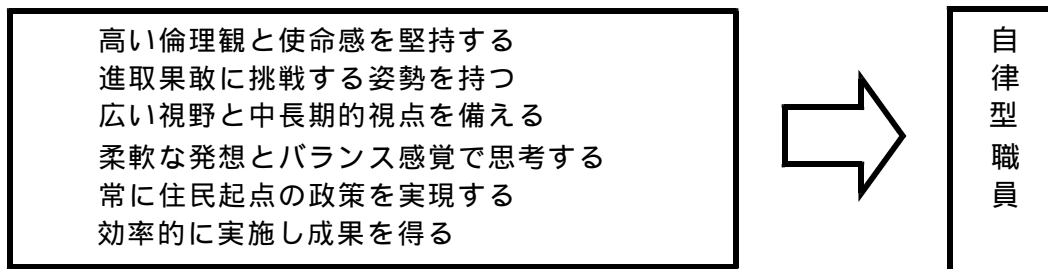 高い倫理観と使命感を堅持する
進取果敢に挑戦する姿勢を持つ
広い視野と中長期的視点を備える
柔軟な発想とバランス感覚で思考する
常に住民起点の政策を実現する
効率的に実施し成果を得る
自律型職員